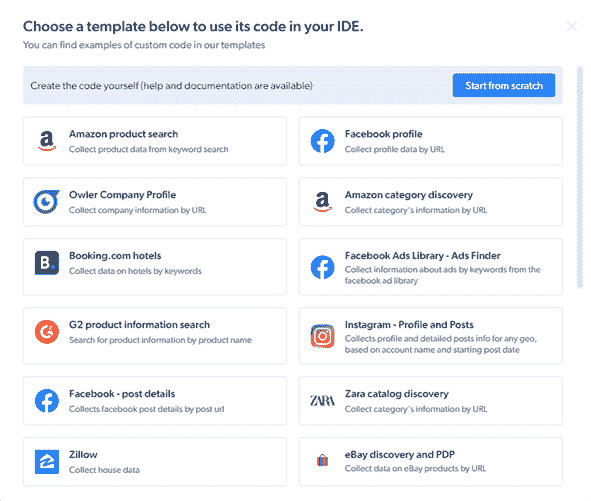 Choose a template below to use its code in your IDE.
You can find examples of custom code in our templates
Create the code yourself (help and documentation are available)
Start from scratch
Amazon product search
Collect product data from keyword search
Facebook profile
Collect profile data by URL
Owler Company Profile
Collect company information by URL
Amazon category discovery
Collect category's information by URL
B.
Booking.com hotels
Collect data on hotels by keywords
Facebook Ads Library - Ads Finder
Collect information about ads by keywords from the
facebook ad library
G2 product information search
Search for product information by product name
Instagram - Profile and Posts
Collects profile and detailed posts info for any geo,
based on account name and starting post date
Facebook - post details
Collects facebook post details by post url
ZARA
Zara catalog discovery
Collect category's information by URL
Zillow
Collect house data
eBay discovery and PDP
Collect data on eBay products by URL